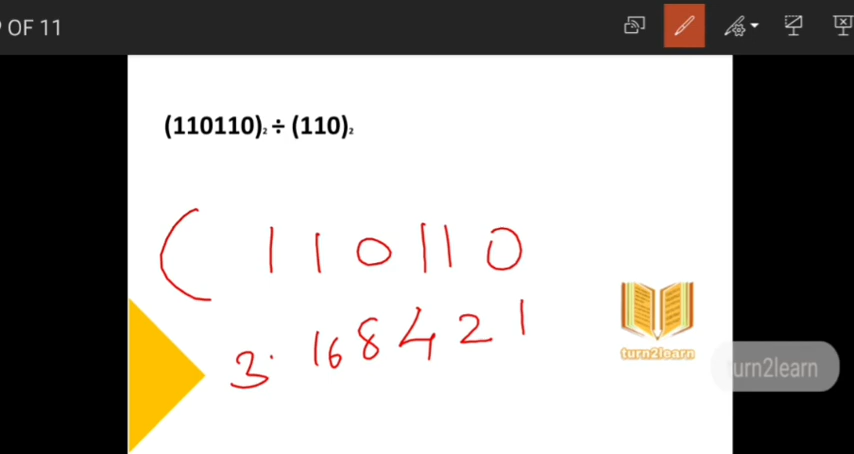 OF 11
(110110)₂ ÷ (110)₂
( 110110
3. 168421
turn2learn
turn2learn